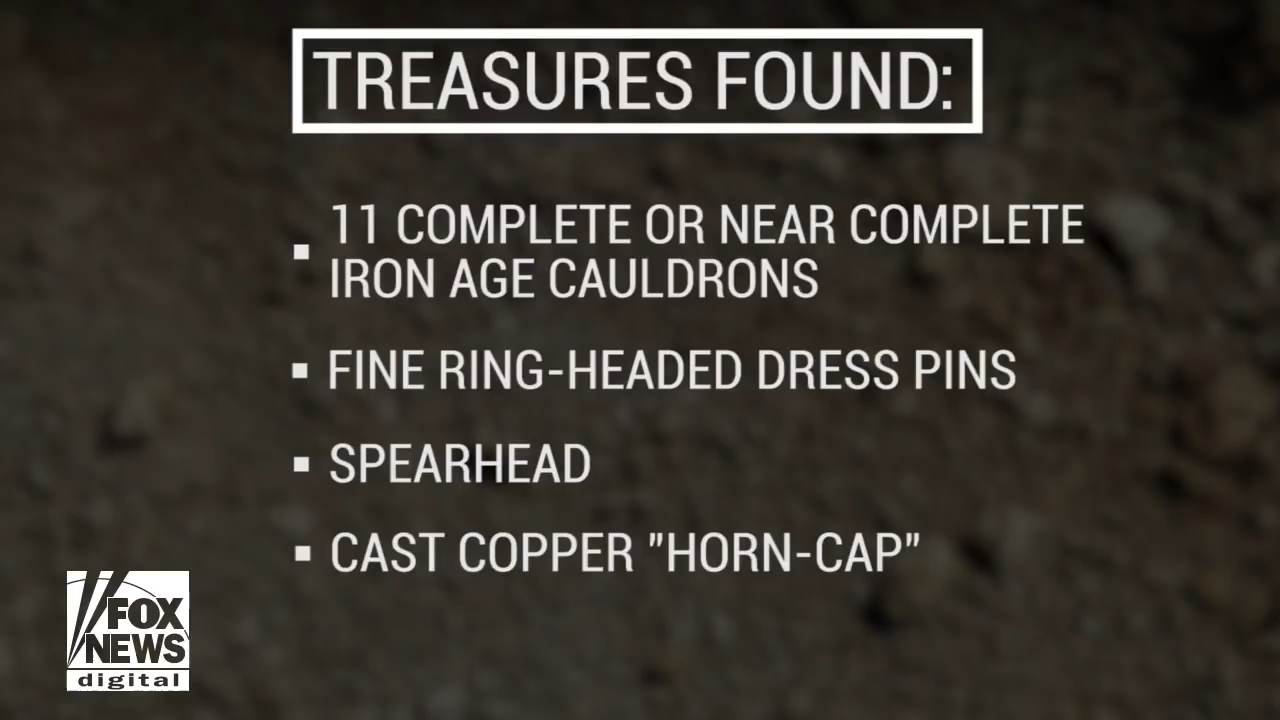 TREASURES FOUND:
11 COMPLETE OR NEAR COMPLETE
IRON AGE CAULDRONS
FINE RING-HEADED DRESS PINS
SPEARHEAD
CAST COPPER "HORN-CAP"
FOX
NEWS
digital